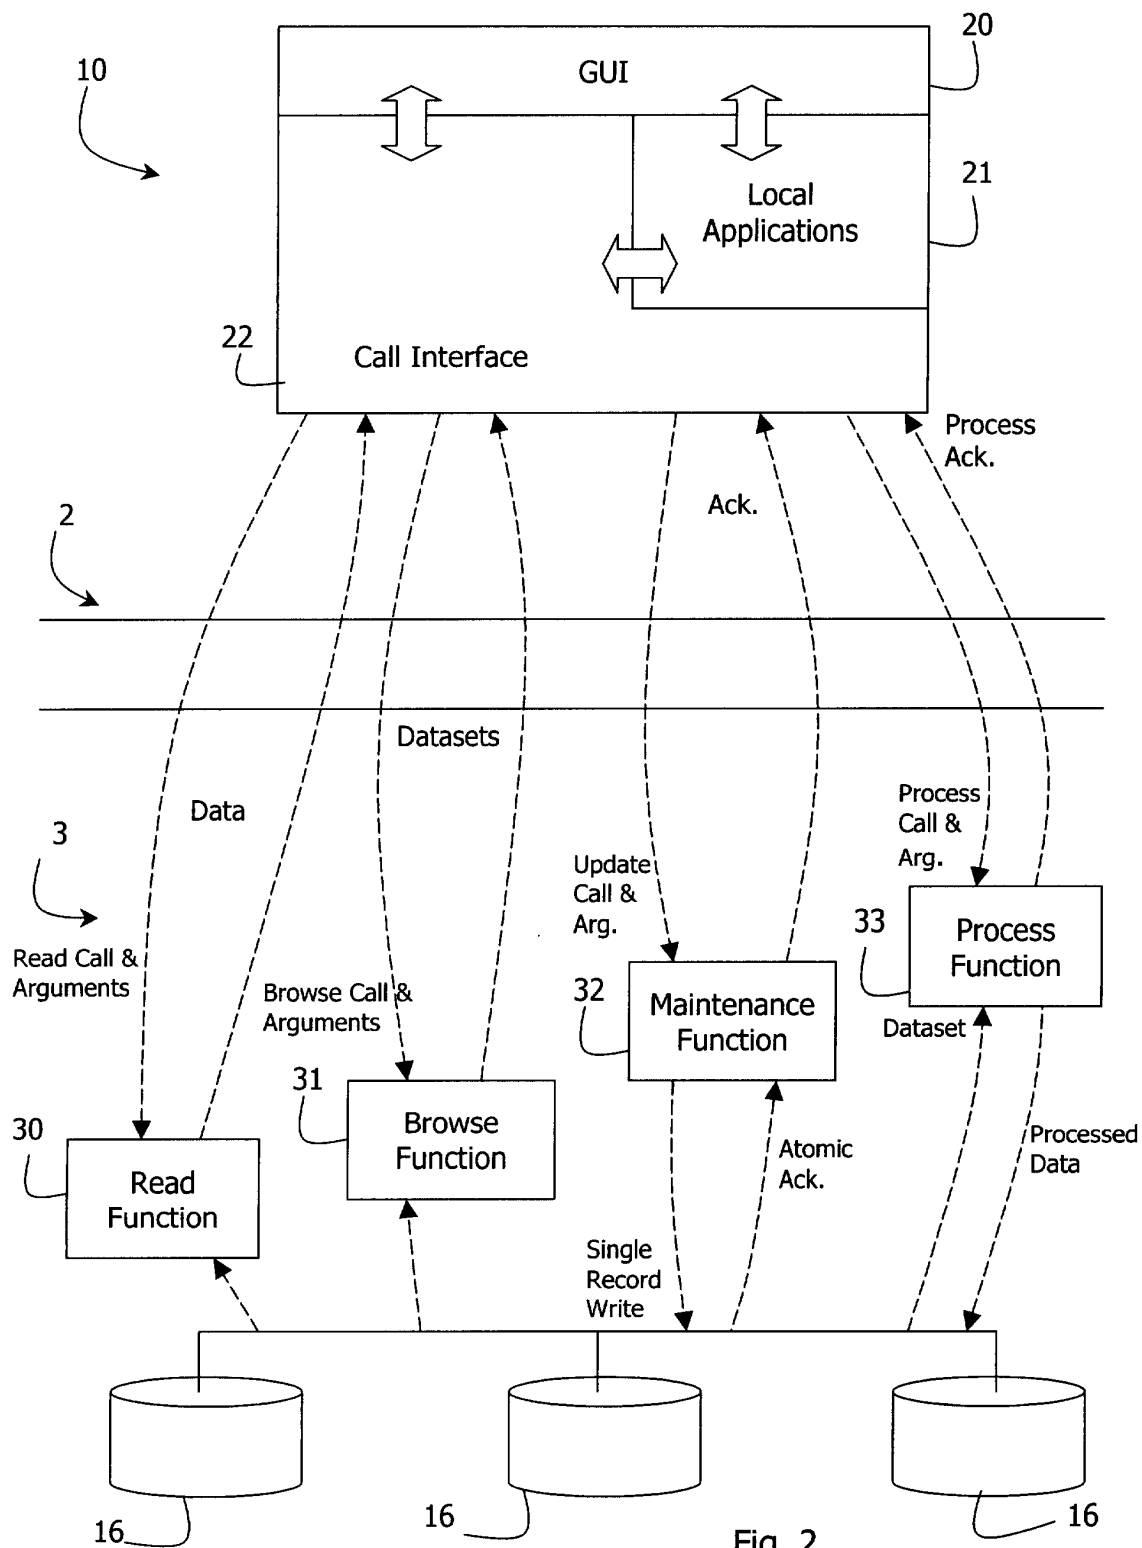 20
10
GUI
21
Local
Applications
22
Call Interface
Process
Ack.
Ack.
2
Datasets
Data
Process
Call &
Arg.
3
Update
Call &
Arg.
33
Process
Function
Read Call &
Arguments
Browse Call &
Arguments
32
Maintenance
Function
Dataset
31
30
Browse
Function
Atomic
Ack.
Processed
Data
Read
Function
Single
Record
Write
16
16
16
Fig. 2